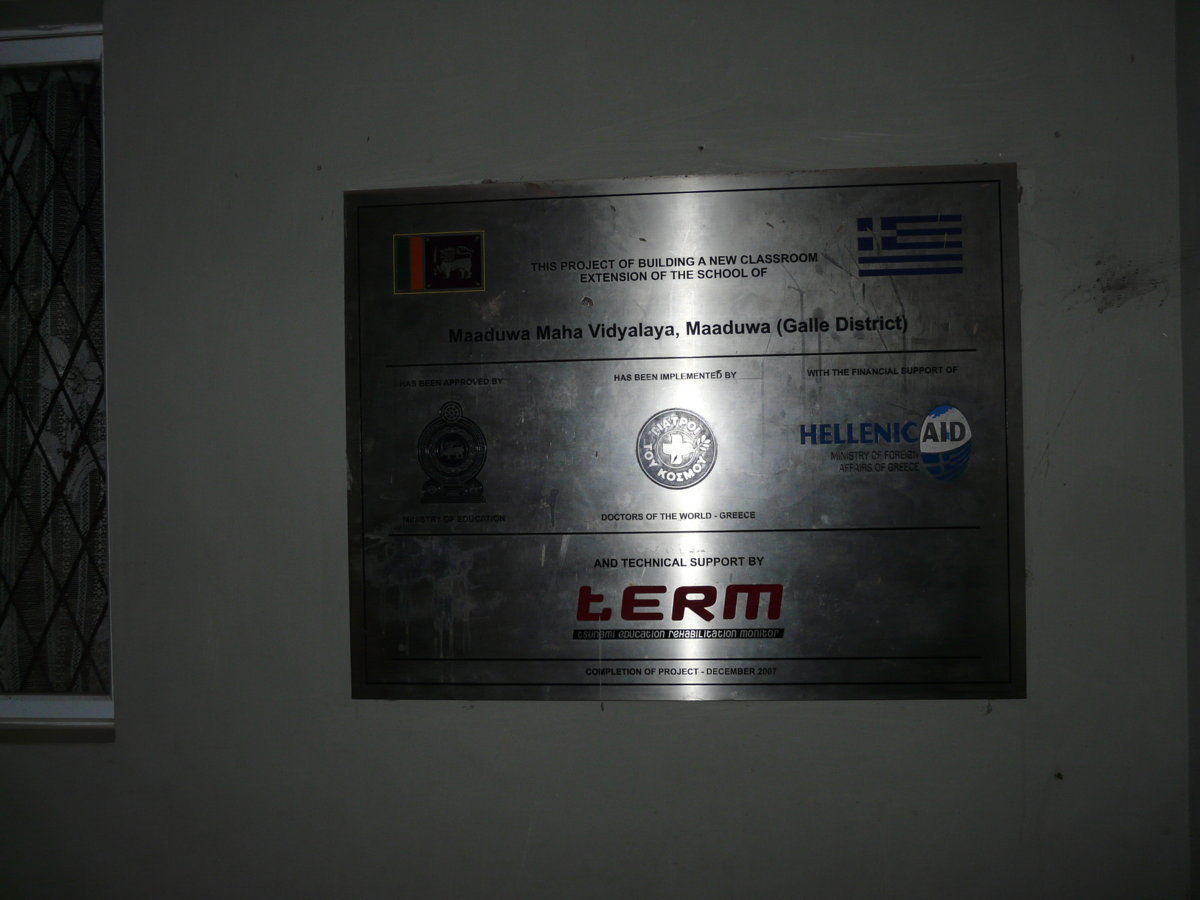 THIS PROJECT OF BUILDING A NEW CLASSROOM
EXTENSION OF THE SCHOOL OF
Maaduwa Maha Vidyalaya, Maaduwa (Galle District)
HAS BEEN APPROVED BY
HAS BEEN IMPLEMENTED BY
WITH THE FINANCIAL SUPPORT OF
ΓΙΑΤΡΟΙ
ΤΟΥ ΚΟΣΜΟΥ
HELLENIC AID
MINISTRY OF FOREIGN
AFFAIRS OF GREECE
MINISTRY OF EDUCATION
DOCTORS OF THE WORLD - GREECE
AND TECHNICAL SUPPORT BY
tERM
tsunami education rehabilitation monitor
COMPLETION OF PROJECT - DECEMBER 2007